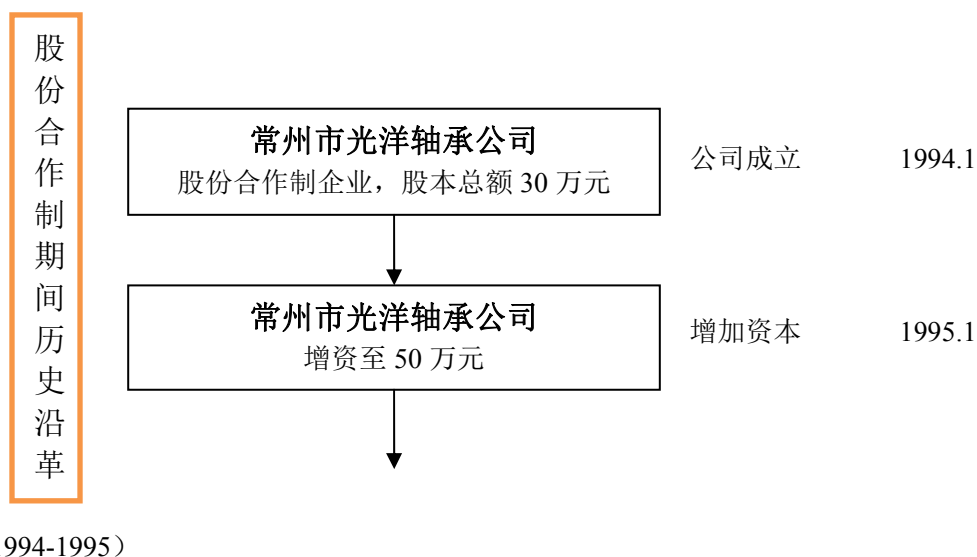 股份合作制期间历史沿革
常州市光洋轴承公司
股份合作制企业，股本总额 30 万元
公司成立
1994.1
常州市光洋轴承公司
增资至 50 万元
增加资本
1995.1
994-1995）